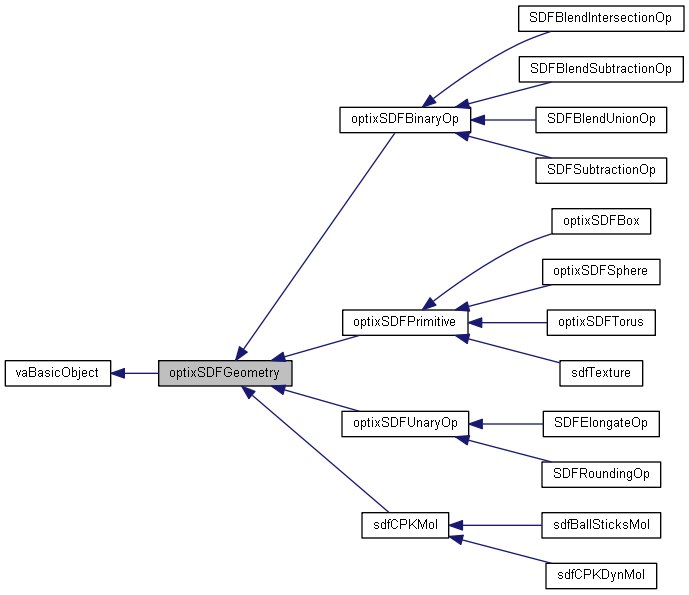 SDFBlendIntersectionOp
SDFBlendSubtractionOp
optixSDFBinaryOp
SDFBlendUnionOp
SDFSubtractionOp
optixSDFBox
optixSDFSphere
optixSDFPrimitive
optixSDFTorus
vaBasicObject
optixSDFGeometry
sdfTexture
optixSDFUnaryOp
SDFElongateOp
SDFRoundingOp
sdfCPKMol
sdfBallSticksMol
sdfCPKDynMol